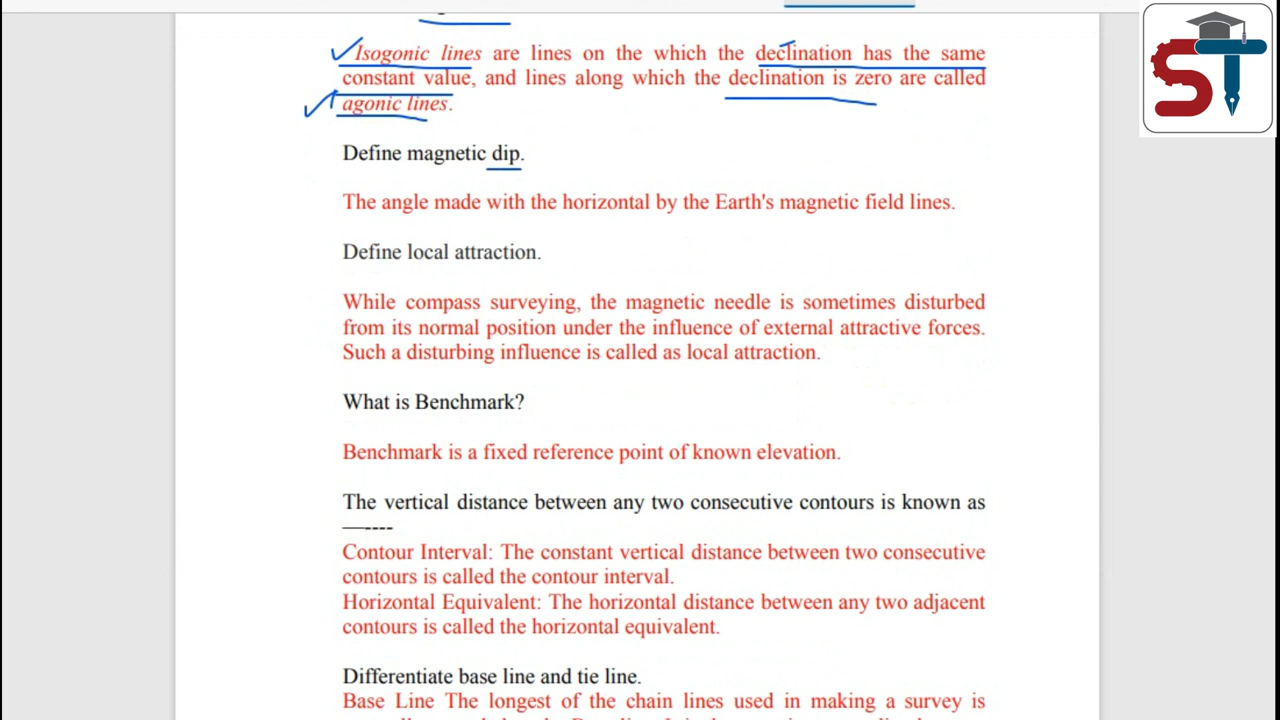 Isogonic lines are lines on the which the declination has the same
constant value, and lines along which the declination is zero are called
agonic lines.
Define magnetic dip.
The angle made with the horizontal by the Earth's magnetic field lines.
Define local attraction.
While compass surveying, the magnetic needle is sometimes disturbed
from its normal position under the influence of external attractive forces.
Such a disturbing influence is called as local attraction.
What is Benchmark?
Benchmark is a fixed reference point of known elevation.
The vertical distance between any two consecutive contours is known as
—----
Contour Interval: The constant vertical distance between two consecutive
contours is called the contour interval.
Horizontal Equivalent: The horizontal distance between any two adjacent
contours is called the horizontal equivalent.
Differentiate base line and tie line.
Base Line The longest of the chain lines used in making a survey is
ST